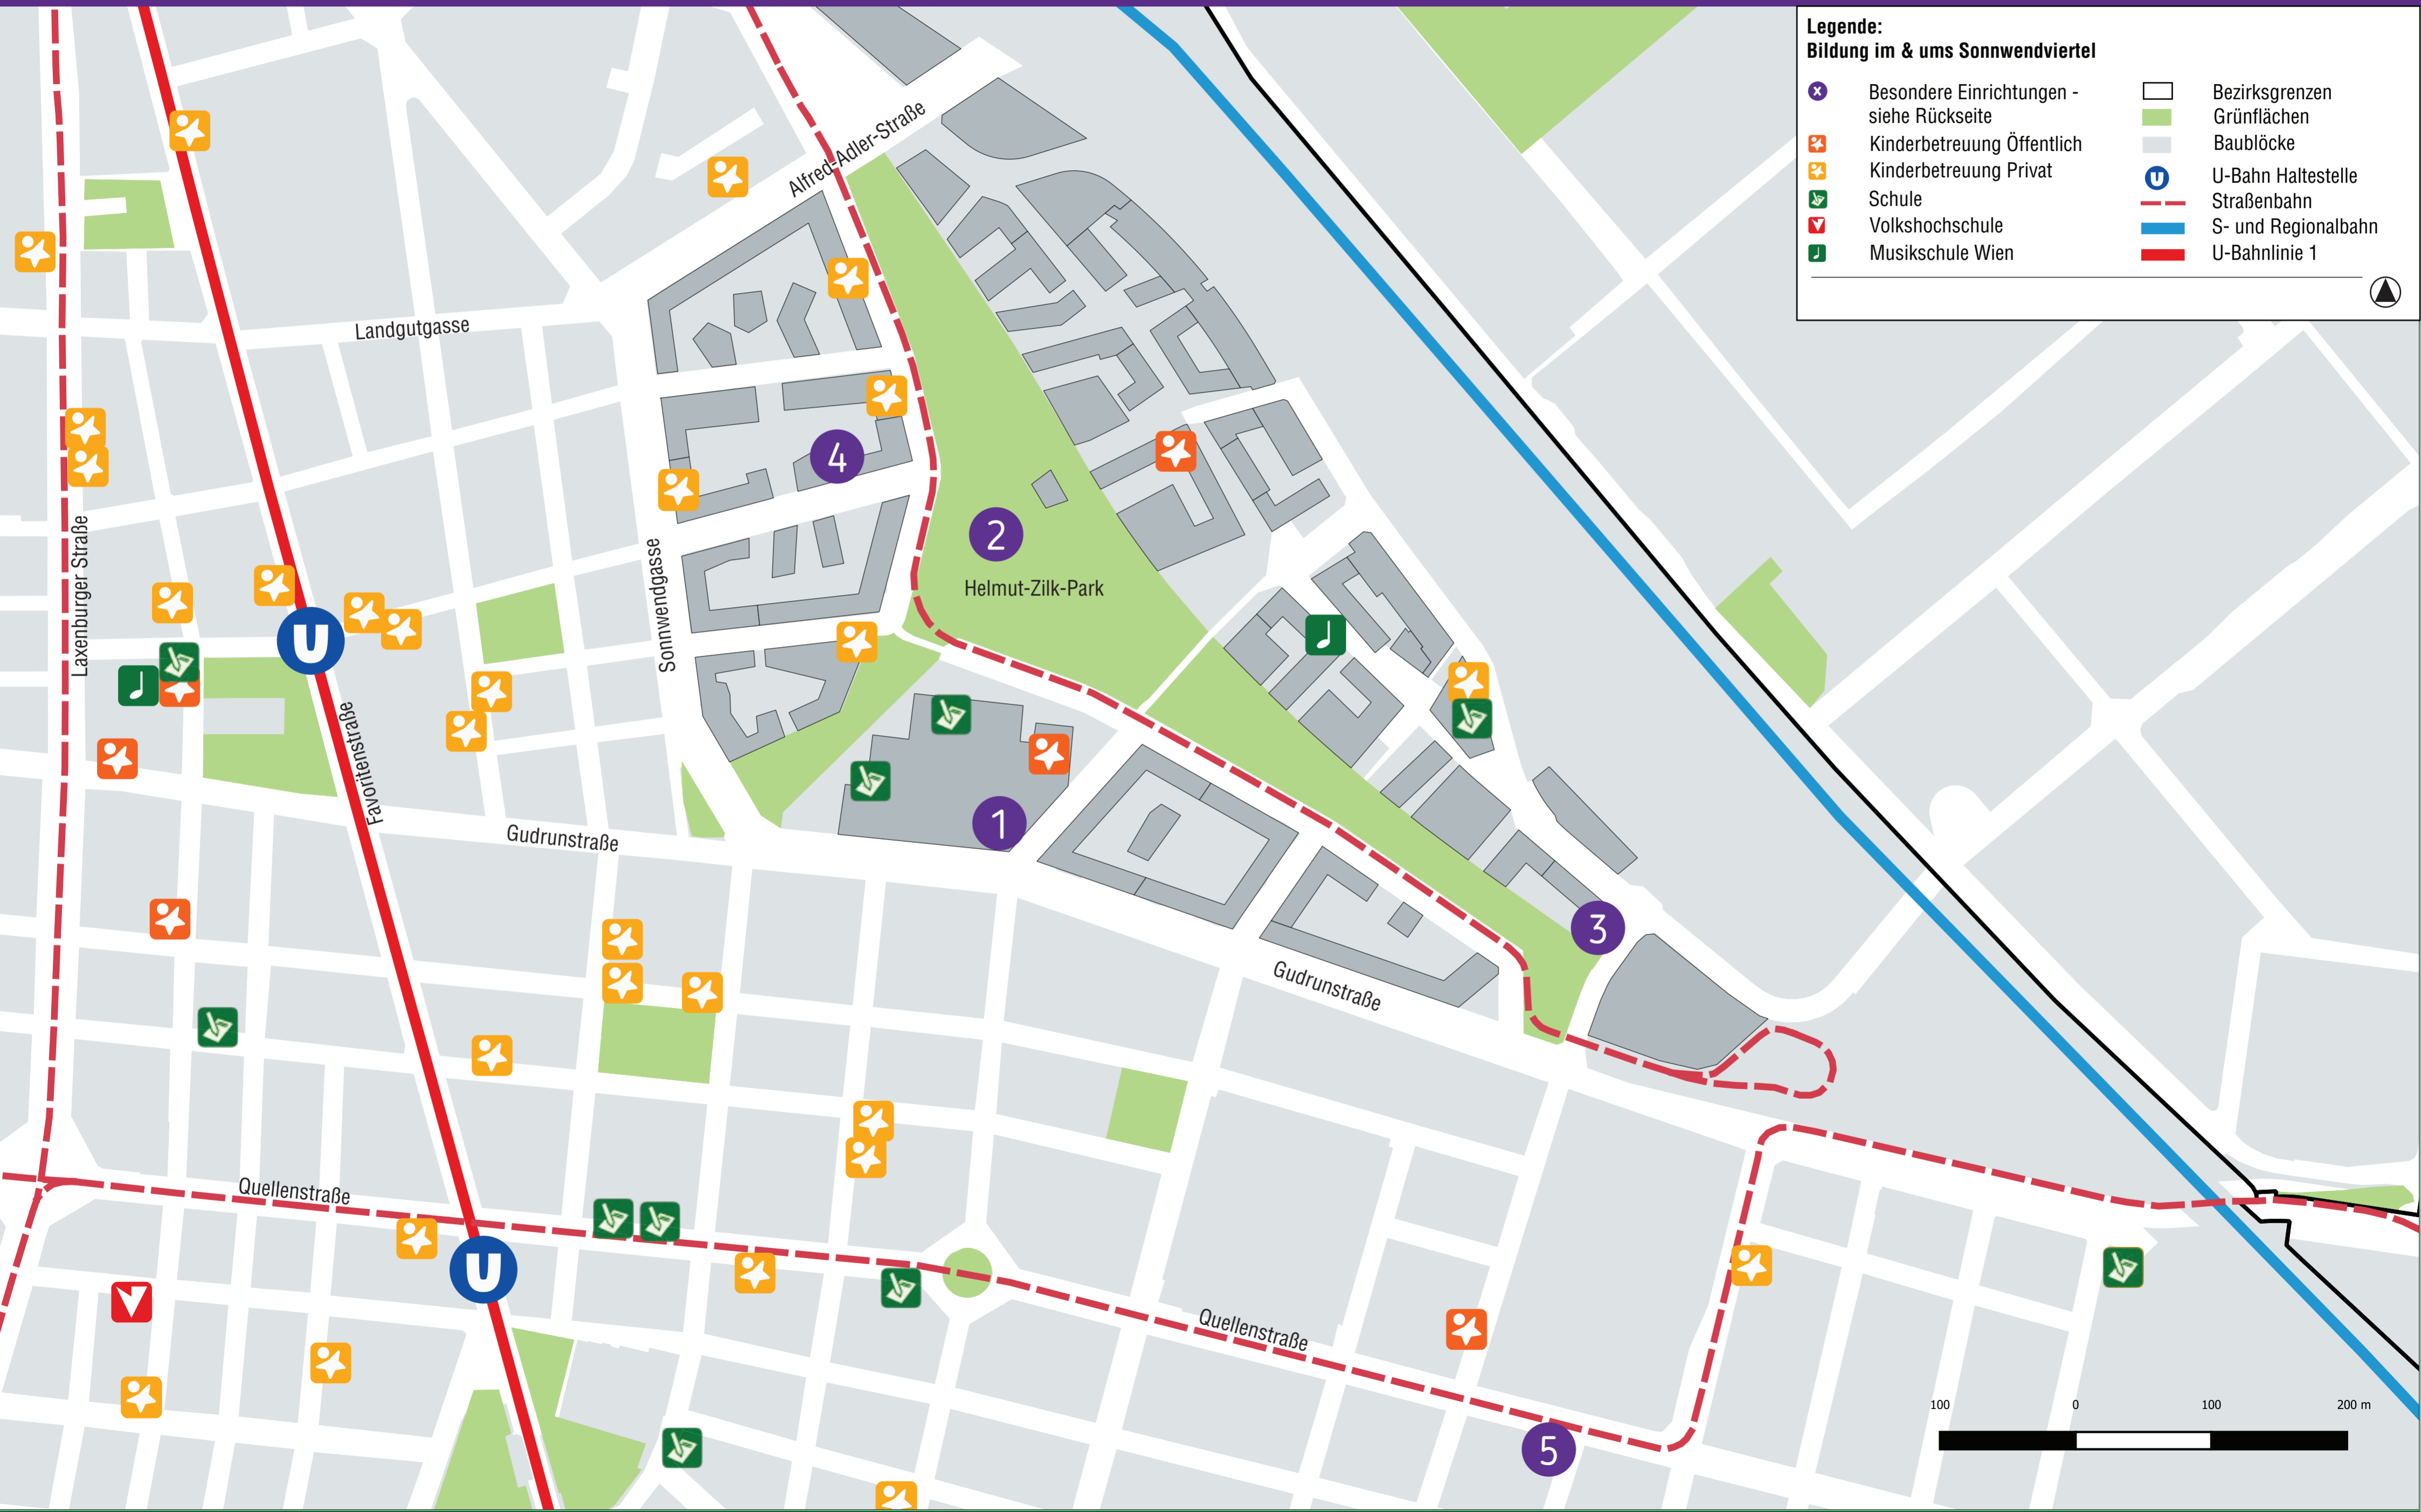 Legende:
Bildung im & ums Sonnwendviertel
x
Besondere Einrichtungen -
siehe Rückseite
Kinderbetreuung Öffentlich
Kinderbetreuung Privat
Schule
Volkshochschule
Musikschule Wien
Bezirksgrenzen
Grünflächen
Baublöcke
U
U-Bahn Haltestelle
Straßenbahn
S- und Regionalbahn
U-Bahnlinie 1
Alfred-Adler-Straße
Landgutgasse
4
2
Helmut-Zilk-Park
Laxenburger Straße
Sonnwendgasse
U
Favoritenstraße
1
Gudrunstraße
3
Gudrunstraße
Quellenstraße
U
Quellenstraße
5
100
0
100
200 m